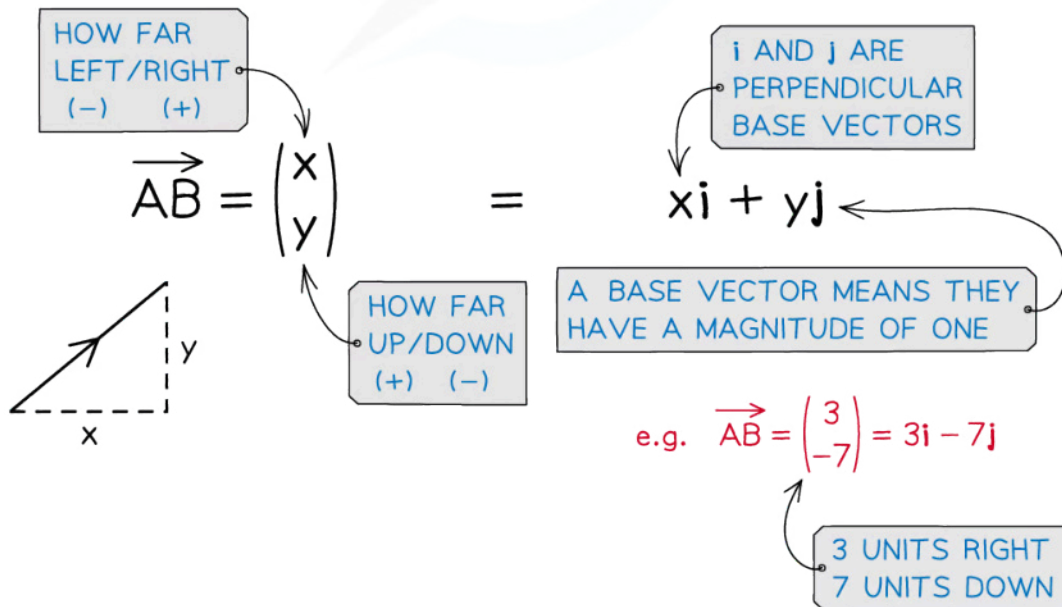 HOW FAR
LEFT/RIGHT
(-) (+)
i AND j ARE
PERPENDICULAR
BASE VECTORS
AB = (x y) = xi + yj
HOW FAR
UP/DOWN
(+) (-)
A BASE VECTOR MEANS THEY
HAVE A MAGNITUDE OF ONE
y
x
e.g. AB = (3 -7) = 3i - 7j
3 UNITS RIGHT
7 UNITS DOWN